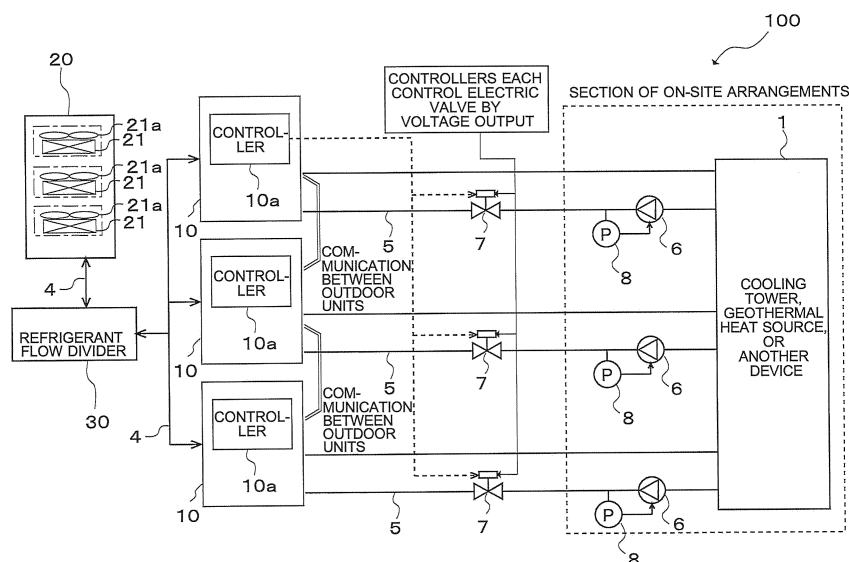 100
20
CONTROLLERS EACH
CONTROL ELECTRIC
VALVE BY
VOLTAGE OUTPUT
SECTION OF ON-SITE ARRANGEMENTS
21a
21
21a
21
21a
21
CONTROL-
LER
10a
10
1
5
7
P
8
6
4
COM-
MUNICATION
BETWEEN
OUTDOOR
UNITS
CONTROL-
LER
10a
10
COOLING
TOWER,
GEOTHERMAL
HEAT SOURCE,
OR
ANOTHER
DEVICE
REFRIGERANT
FLOW DIVIDER
30
5
7
P
8
6
4
COM-
MUNICATION
BETWEEN
OUTDOOR
UNITS
CONTROL-
LER
10a
10
5
7
P
8
6